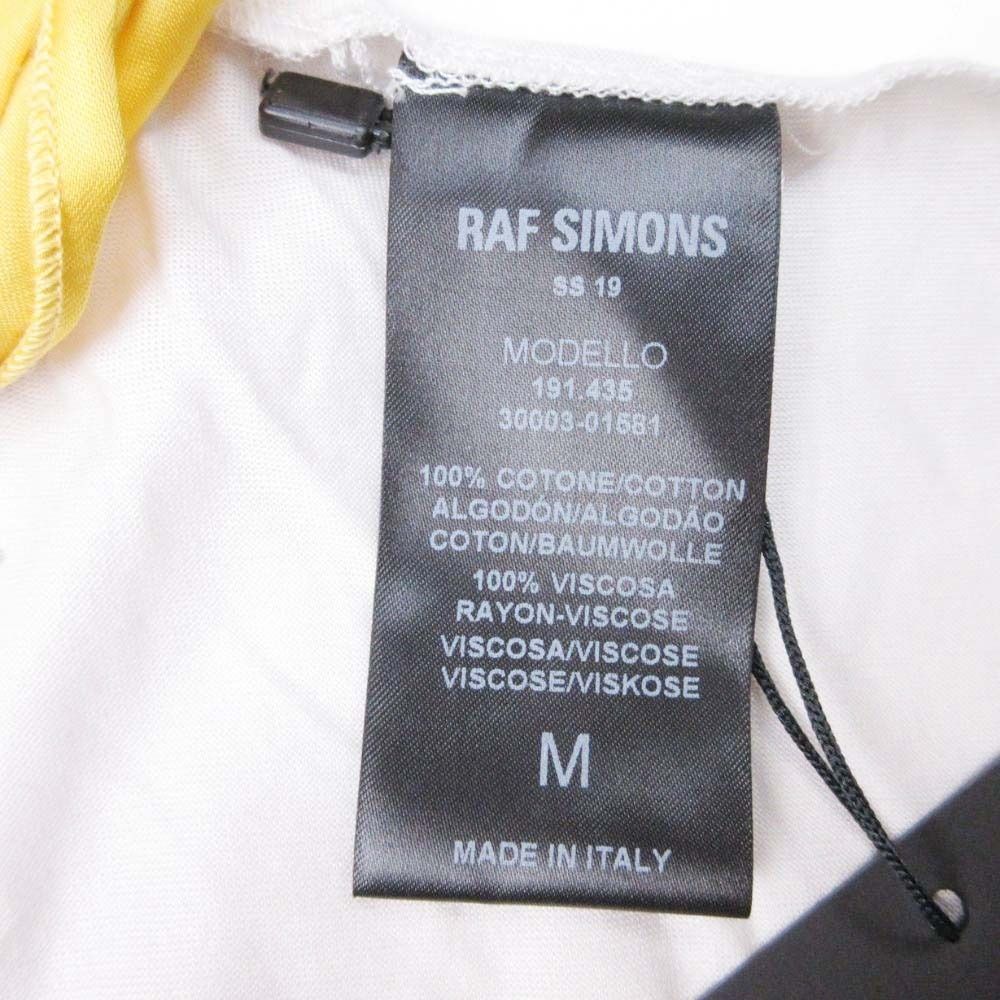 RAF SIMONS
SS 19
MODELLO
191.435
30003-01581
100% COTONE/COTTON
ALGODÓN/ALGODÃO
COTON/BAUMWOLLE
100% VISCOSA
RAYON-VISCOSE
VISCOSA/VISCOSE
VISCOSE/VISKOSE
M
MADE IN ITALY